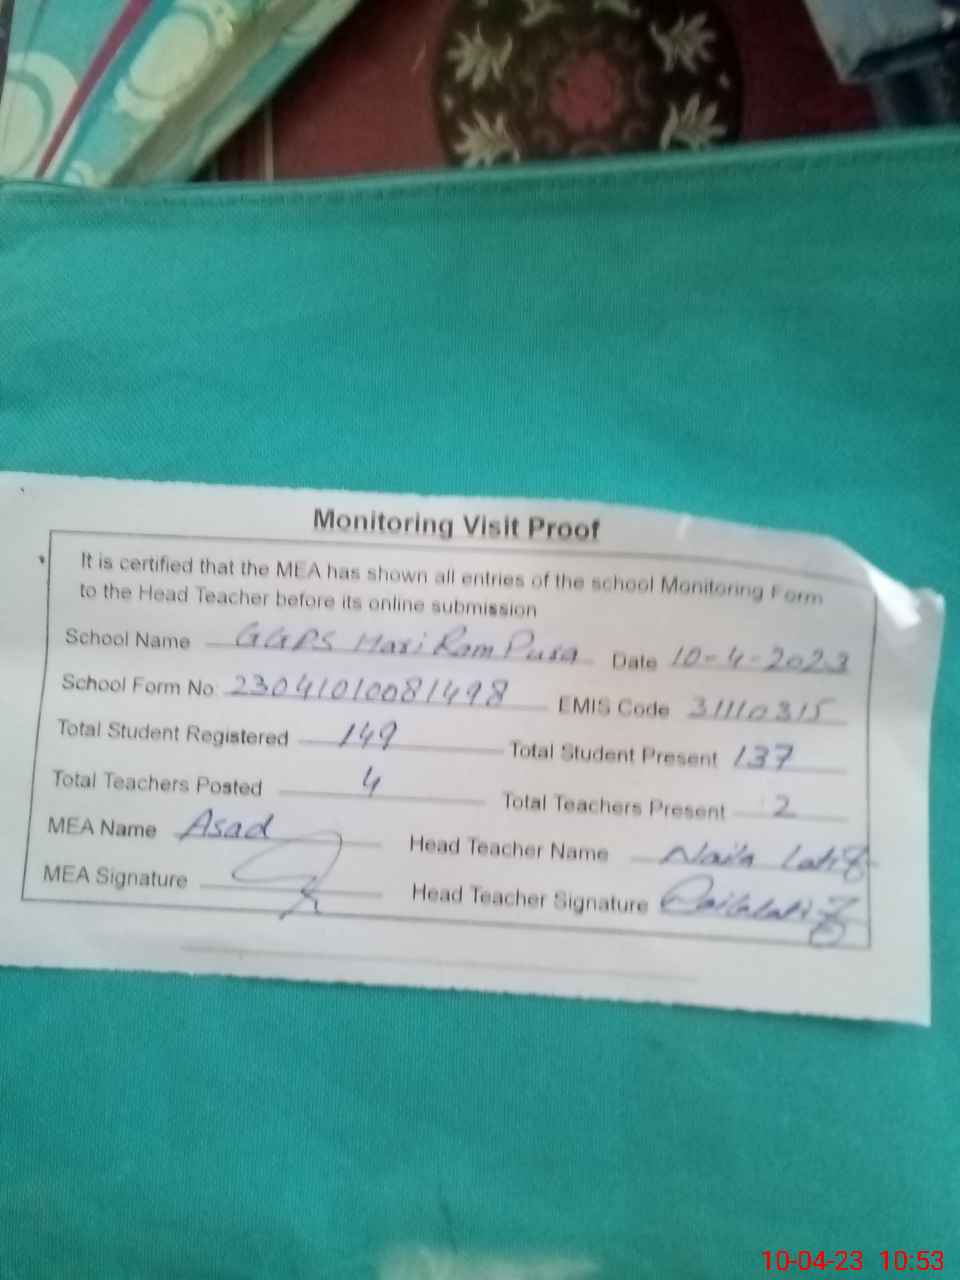 Monitoring Visit Proof
It is certified that the MEA has shown all entries of the school Monitoring Form
to the Head Teacher before its online submission
School Name GGPS Hari Ram Pura Date 10-4-2023
School Form No: 23041010081498 EMIS Code 31110315
Total Student Registered 149 Total Student Present 137
Total Teachers Posted 4 Total Teachers Present 2
MEA Name Asad Head Teacher Name Naila Latif
MEA Signature Head Teacher Signature Nailalatif
10-04-23 10:53